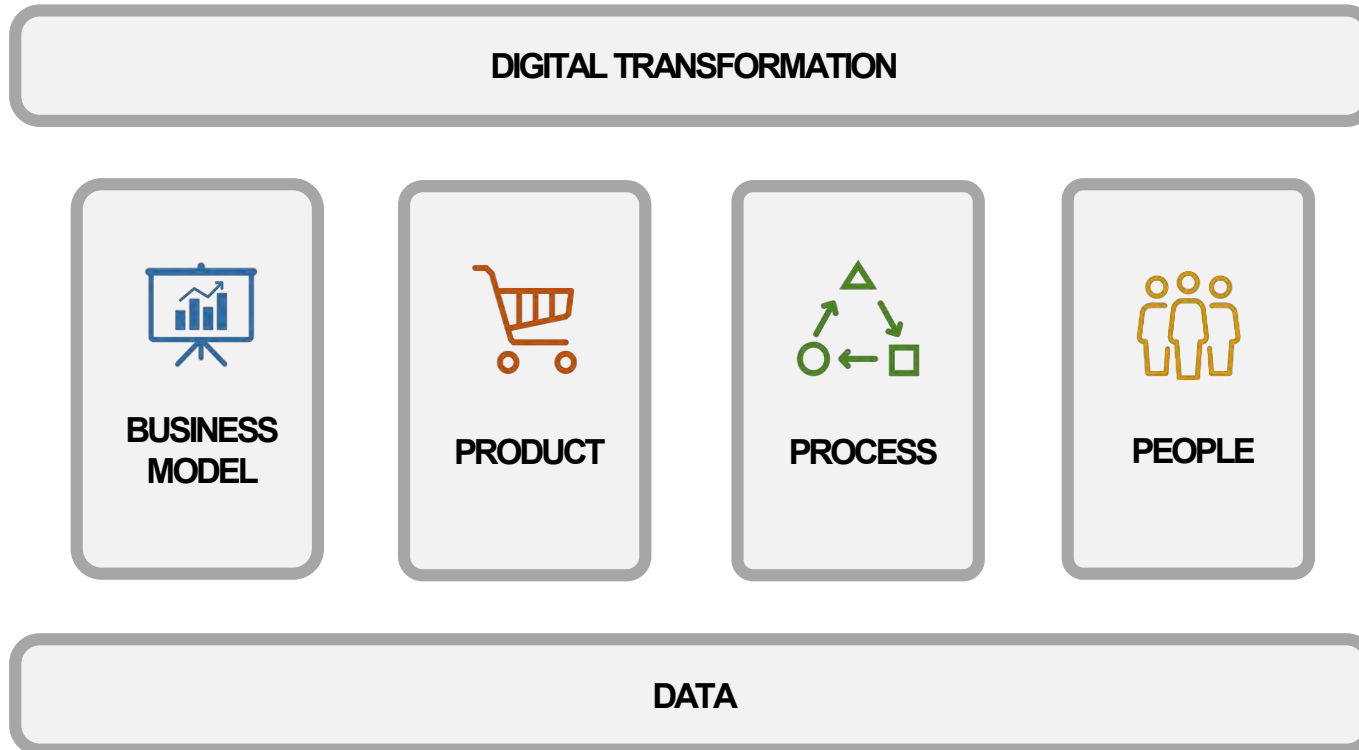 DIGITAL TRANSFORMATION
BUSINESS
MODEL
PRODUCT
PROCESS
PEOPLE
DATA